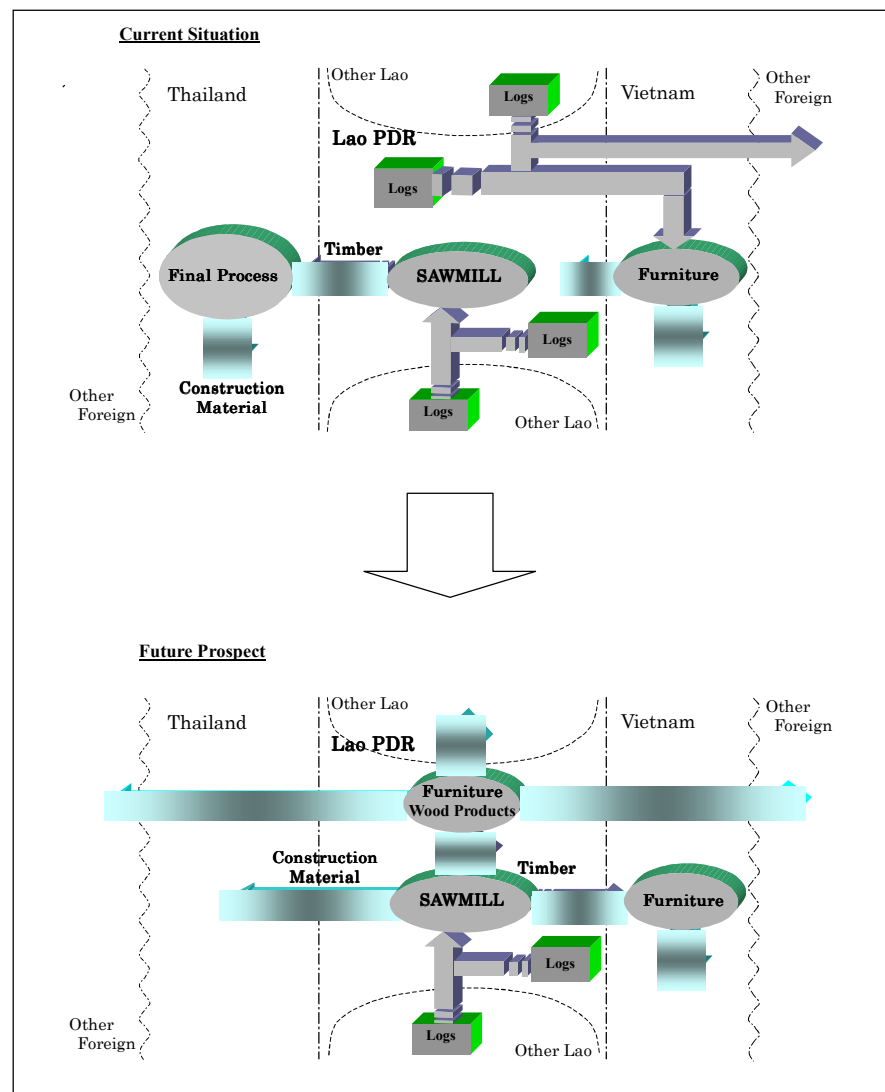 Current Situation
Other Lao
Other
Foreign
Thailand
Logs
Vietnam
Lao PDR
Logs
Timber
Final Process
SAWMILL
Furniture
Logs
Construction
Material
Other
Foreign
Logs
Other Lao
Future Prospect
Other Lao
Other
Foreign
Thailand
Vietnam
Lao PDR
Furniture
Wood Products
Construction
Material
Timber
SAWMILL
Furniture
Logs
Other
Foreign
Logs
Other Lao